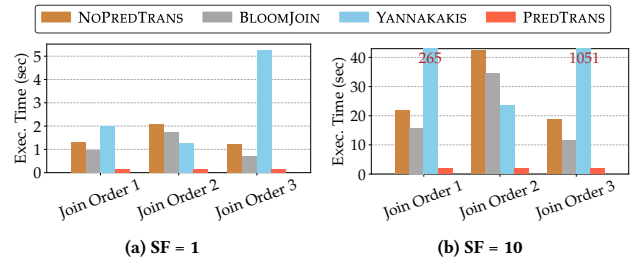 NOPREDTRANS BLOOMJOIN YANNAKAKIS PREDTRANS
Exec. Time (sec)
5
4
3
2
1
0
Join Order 1 Join Order 2 Join Order 3
(a) SF = 1
Exec. Time (sec)
40
30
20
10
0
265 1051
Join Order 1 Join Order 2 Join Order 3
(b) SF = 10